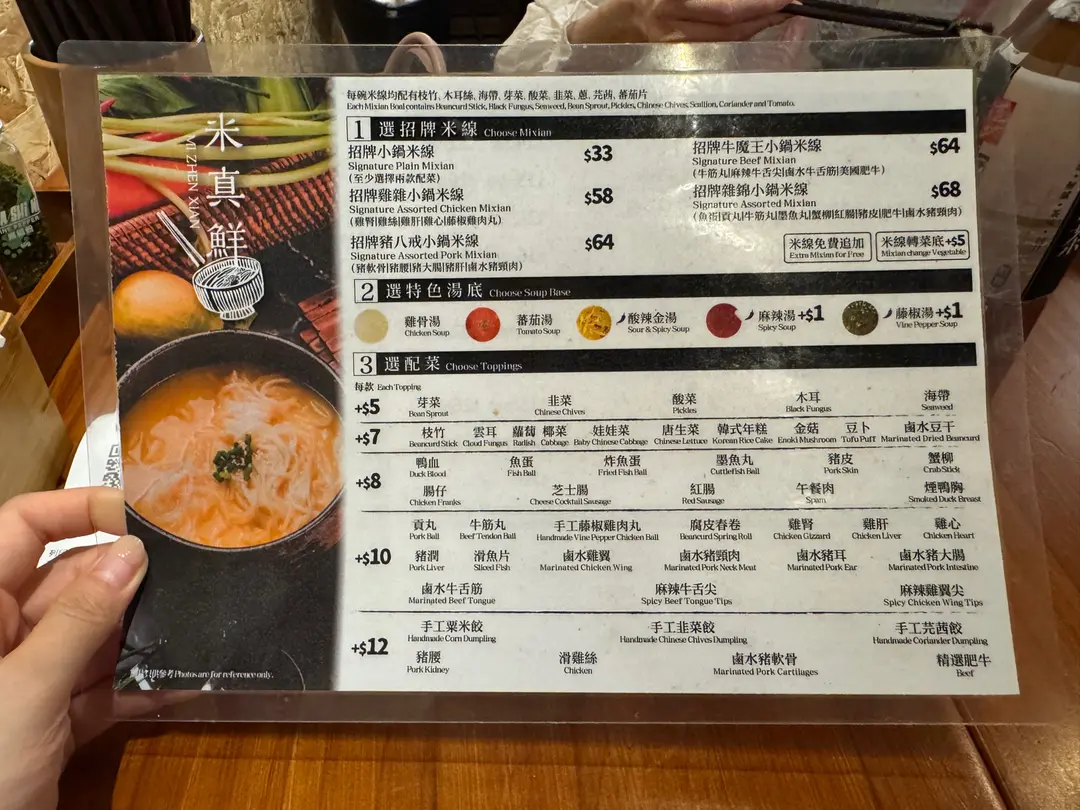 米真鮮
MI ZHEN XIAN
每碗米線均配有枝竹, 木耳絲, 海帶, 芽菜, 酸菜, 韭菜, 蔥, 芫茜, 蕃茄片
Each Mixian Boal contains Beancurd Stick, Black Fungus, Seaweed, Bean Sprout, Pickles, Chinese Chives, Scallion, Coriander and Tomato.
1 選招牌米線 Choose Mixian
招牌小鍋米線 $33
Signature Plain Mixian
(至少選擇兩款配菜)
招牌雞雜小鍋米線 $58
Signature Assorted Chicken Mixian
(雞腎|雞絲|雞肝|雞心|藤椒雞肉丸)
招牌豬八戒小鍋米線 $64
Signature Assorted Pork Mixian
(豬軟骨|豬腰|豬大腸|豬肝|鹵水豬頸肉)
招牌牛魔王小鍋米線 $64
Signature Beef Mixian
(牛筋丸|麻辣牛舌尖|鹵水牛舌筋|美國肥牛)
招牌雜錦小鍋米線 $68
Signature Assorted Mixian
(魚蛋|貢丸|牛筋丸|墨魚丸|蟹柳|紅腸|豬皮|肥牛|鹵水豬頸肉)
米線免費追加 米線轉菜底+$5
Extra Mixian for Free Mixian change Vegetable
2 選特色湯底 Choose Soup Base
雞骨湯 蕃茄湯 酸辣金湯 麻辣湯+$1 藤椒湯+$1
Chicken Soup Tomato Soup Sour & Spicy Soup Spicy Soup Vine Pepper Soup
3 選配菜 Choose Toppings
每款 Each Topping
+$5 芽菜 韭菜 酸菜 木耳 海帶
Bean Sprout Chinese Chives Pickles Black Fungus Seaweed
+$7 枝竹 雲耳 蘿蔔 椰菜 娃娃菜 唐生菜 韓式年糕 金菇 豆卜 鹵水豆干
Beancurd Stick Cloud Fungus Radish Cabbage Baby Chinese Cabbage Chinese Lettuce Korean Rice Cake Enoki Mushroom Tofu Puff Marinated Dried Beancurd
+$8 鴨血 魚蛋 炸魚蛋 墨魚丸 豬皮 蟹柳
Duck Blood Fish Ball Fried Fish Ball Cuttlefish Ball Pork Skin Crab Stick
腸仔 芝士腸 紅腸 午餐肉 煙鴨胸
Chicken Franks Cheese Cocktail Sausage Red Sausage Spam Smoked Duck Breast
+$10 貢丸 牛筋丸 手工藤椒雞肉丸 腐皮春卷 雞腎 雞肝 雞心
Pork Ball Beef Tendon Ball Handmade Vine Pepper Chicken Ball Beancurd Spring Roll Chicken Gizzard Chicken Liver Chicken Heart
豬潤 滑魚片 鹵水雞翼 鹵水豬頸肉 鹵水豬耳 鹵水豬大腸
Pork Liver Sliced Fish Marinated Chicken Wing Marinated Pork Neck Meat Marinated Pork Ear Marinated Pork Intestine
鹵水牛舌筋 麻辣牛舌尖 麻辣雞翼尖
Marinated Beef Tongue Spicy Beef Tongue Tips Spicy Chicken Wing Tips
+$12 手工粟米餃 手工韭菜餃 手工芫茜餃
Handmade Corn Dumpling Handmade Chinese Chives Dumpling Handmade Coriander Dumpling
豬腰 滑雞絲 鹵水豬軟骨 精選肥牛
Pork Kidney Chicken Marinated Pork Cartilages Beef
供參考 Photos are for reference only.